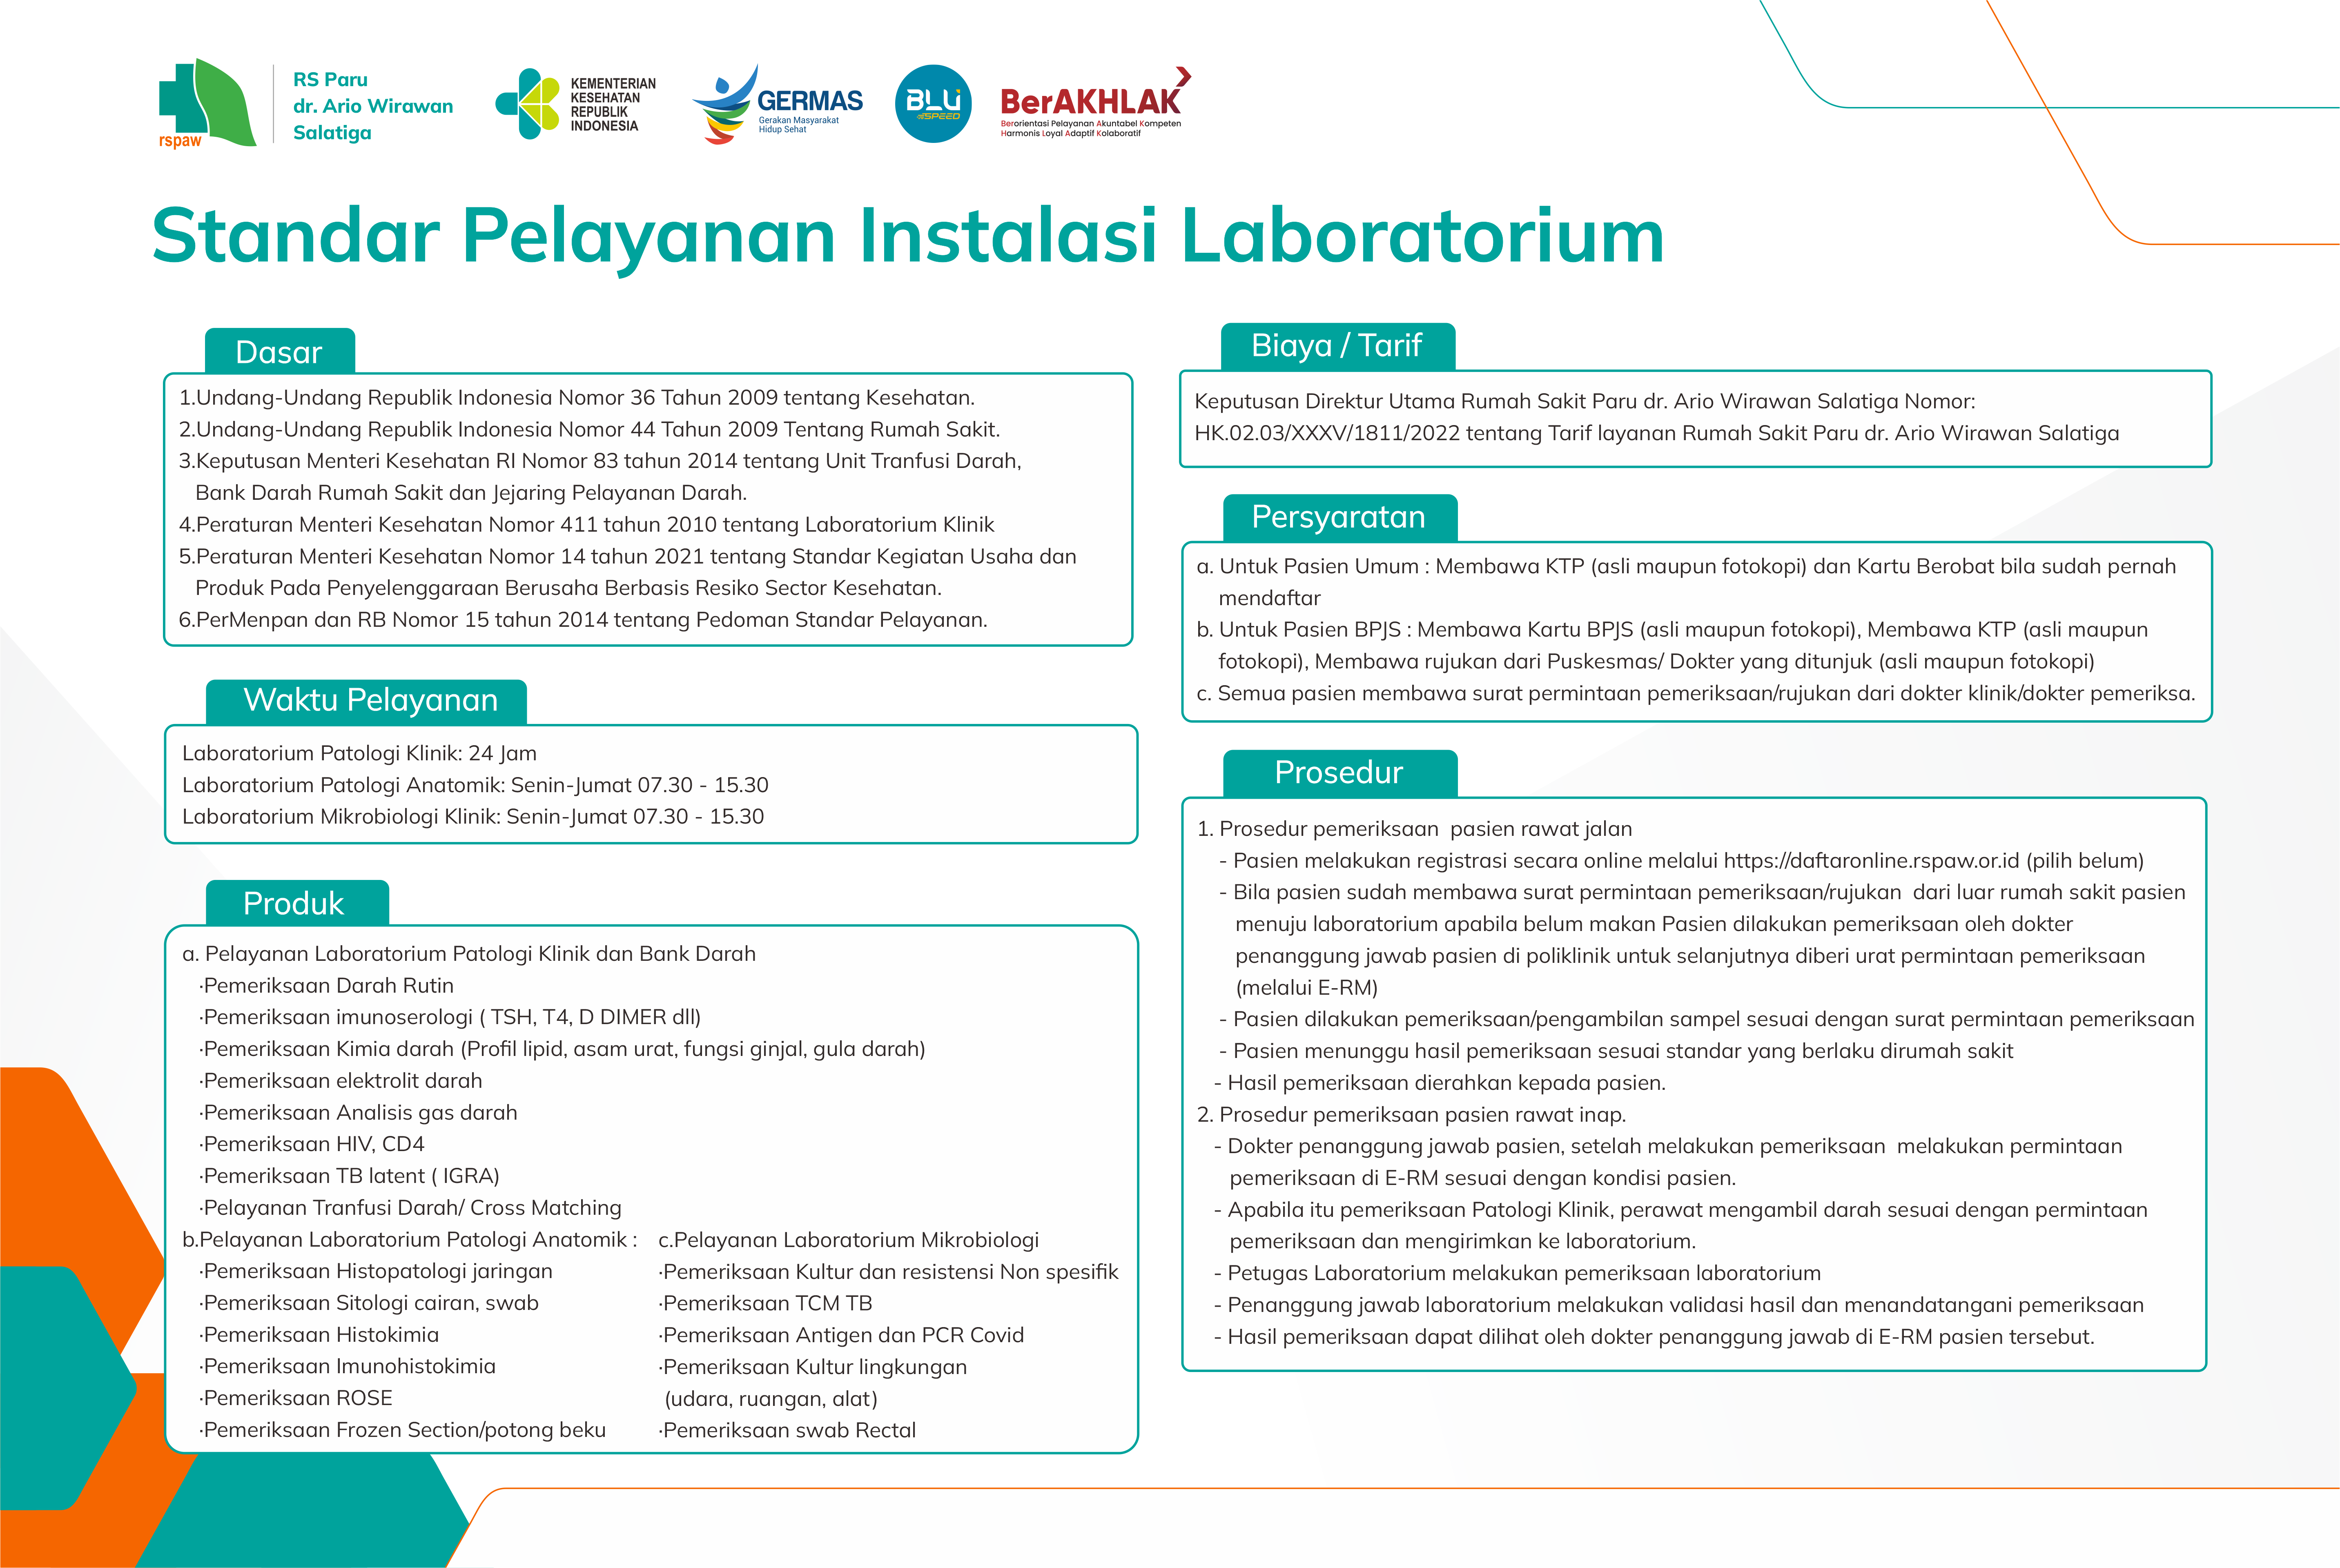 rspaw
RS Paru
dr. Ario Wirawan
Salatiga
KEMENTERIAN
KESEHATAN
REPUBLIK
INDONESIA
GERMAS
Gerakan Masyarakat
Hidup Sehat
BLU
SPEED
BerAKHLAK
Berorientasi Pelayanan Akuntabel Kompeten
Harmonis Loyal Adaptif Kolaboratif
Standar Pelayanan Instalasi Laboratorium
Dasar
1.Undang-Undang Republik Indonesia Nomor 36 Tahun 2009 tentang Kesehatan.
2.Undang-Undang Republik Indonesia Nomor 44 Tahun 2009 Tentang Rumah Sakit.
3.Keputusan Menteri Kesehatan RI Nomor 83 tahun 2014 tentang Unit Tranfusi Darah,
Bank Darah Rumah Sakit dan Jejaring Pelayanan Darah.
4.Peraturan Menteri Kesehatan Nomor 411 tahun 2010 tentang Laboratorium Klinik
5.Peraturan Menteri Kesehatan Nomor 14 tahun 2021 tentang Standar Kegiatan Usaha dan
Produk Pada Penyelenggaraan Berusaha Berbasis Resiko Sector Kesehatan.
6.PerMenpan dan RB Nomor 15 tahun 2014 tentang Pedoman Standar Pelayanan.
Waktu Pelayanan
Laboratorium Patologi Klinik: 24 Jam
Laboratorium Patologi Anatomik: Senin-Jumat 07.30 - 15.30
Laboratorium Mikrobiologi Klinik: Senin-Jumat 07.30 - 15.30
Produk
a. Pelayanan Laboratorium Patologi Klinik dan Bank Darah
·Pemeriksaan Darah Rutin
·Pemeriksaan imunoserologi ( TSH, T4, D DIMER dll)
·Pemeriksaan Kimia darah (Profil lipid, asam urat, fungsi ginjal, gula darah)
·Pemeriksaan elektrolit darah
·Pemeriksaan Analisis gas darah
·Pemeriksaan HIV, CD4
·Pemeriksaan TB latent ( IGRA)
·Pelayanan Tranfusi Darah/ Cross Matching
b.Pelayanan Laboratorium Patologi Anatomik :
·Pemeriksaan Histopatologi jaringan
·Pemeriksaan Sitologi cairan, swab
·Pemeriksaan Histokimia
·Pemeriksaan Imunohistokimia
·Pemeriksaan ROSE
·Pemeriksaan Frozen Section/potong beku
c.Pelayanan Laboratorium Mikrobiologi
·Pemeriksaan Kultur dan resistensi Non spesifik
·Pemeriksaan TCM TB
·Pemeriksaan Antigen dan PCR Covid
·Pemeriksaan Kultur lingkungan
(udara, ruangan, alat)
·Pemeriksaan swab Rectal
Biaya / Tarif
Keputusan Direktur Utama Rumah Sakit Paru dr. Ario Wirawan Salatiga Nomor:
HK.02.03/XXXV/1811/2022 tentang Tarif layanan Rumah Sakit Paru dr. Ario Wirawan Salatiga
Persyaratan
a. Untuk Pasien Umum : Membawa KTP (asli maupun fotokopi) dan Kartu Berobat bila sudah pernah
mendaftar
b. Untuk Pasien BPJS : Membawa Kartu BPJS (asli maupun fotokopi), Membawa KTP (asli maupun
fotokopi), Membawa rujukan dari Puskesmas/ Dokter yang ditunjuk (asli maupun fotokopi)
c. Semua pasien membawa surat permintaan pemeriksaan/rujukan dari dokter klinik/dokter pemeriksa.
Prosedur
1. Prosedur pemeriksaan  pasien rawat jalan
- Pasien melakukan registrasi secara online melalui https://daftaronline.rspaw.or.id (pilih belum)
- Bila pasien sudah membawa surat permintaan pemeriksaan/rujukan  dari luar rumah sakit pasien
menuju laboratorium apabila belum makan Pasien dilakukan pemeriksaan oleh dokter
penanggung jawab pasien di poliklinik untuk selanjutnya diberi urat permintaan pemeriksaan
(melalui E-RM)
- Pasien dilakukan pemeriksaan/pengambilan sampel sesuai dengan surat permintaan pemeriksaan
- Pasien menunggu hasil pemeriksaan sesuai standar yang berlaku dirumah sakit
- Hasil pemeriksaan dierahkan kepada pasien.
2. Prosedur pemeriksaan pasien rawat inap.
- Dokter penanggung jawab pasien, setelah melakukan pemeriksaan  melakukan permintaan
pemeriksaan di E-RM sesuai dengan kondisi pasien.
- Apabila itu pemeriksaan Patologi Klinik, perawat mengambil darah sesuai dengan permintaan
pemeriksaan dan mengirimkan ke laboratorium.
- Petugas Laboratorium melakukan pemeriksaan laboratorium
- Penanggung jawab laboratorium melakukan validasi hasil dan menandatangani pemeriksaan
- Hasil pemeriksaan dapat dilihat oleh dokter penanggung jawab di E-RM pasien tersebut.